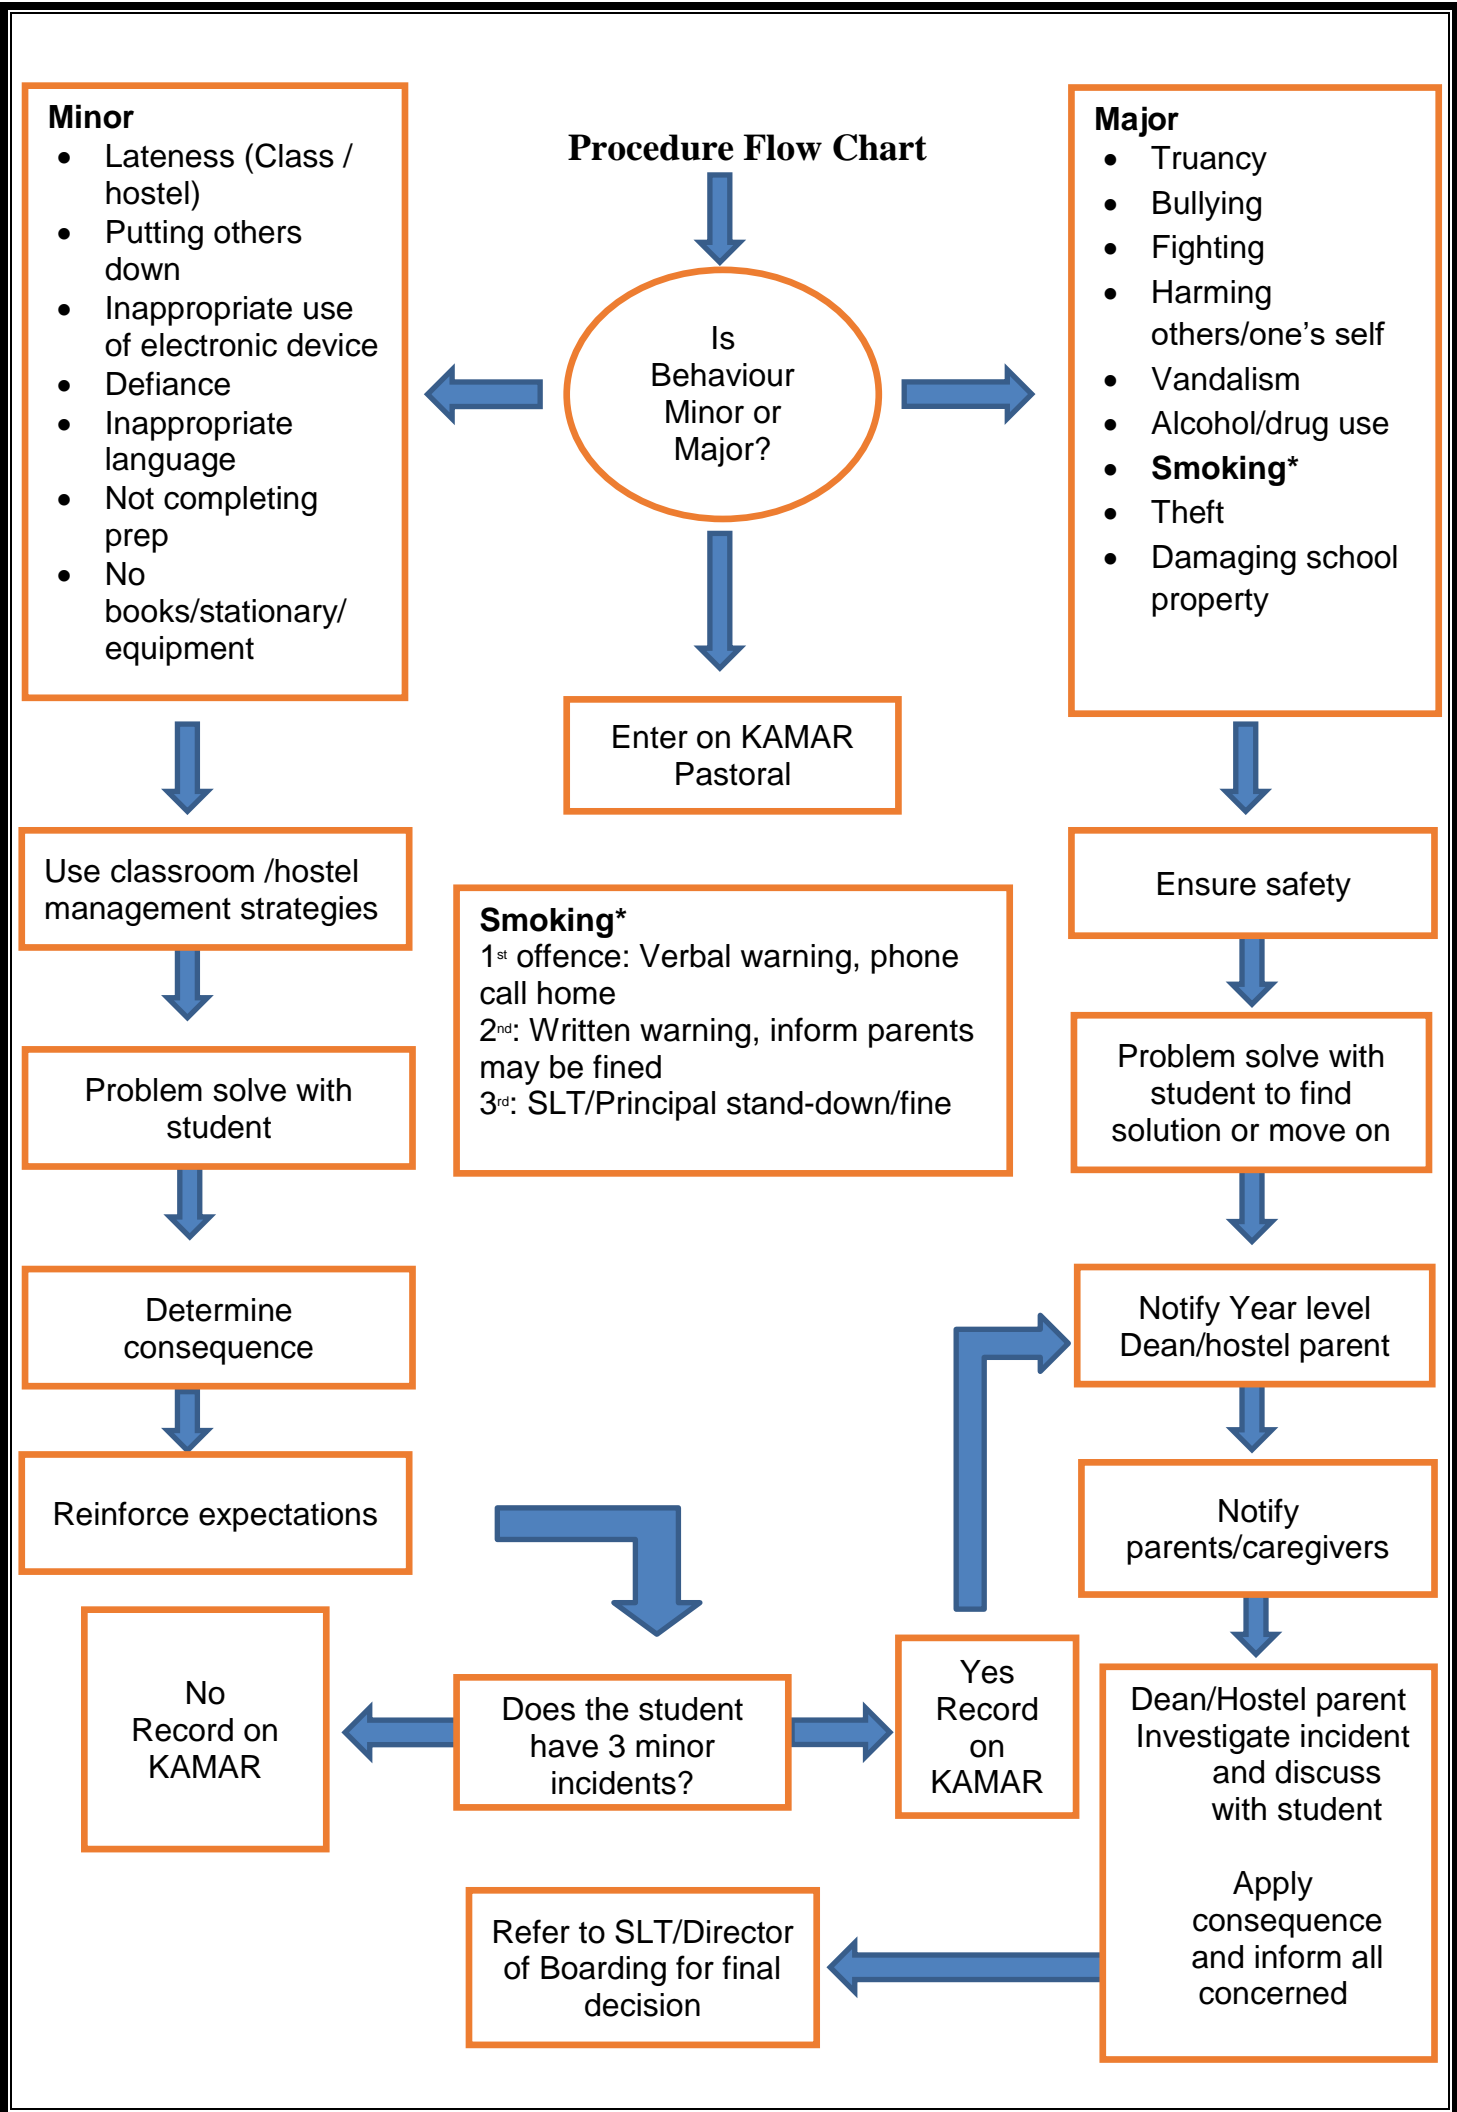 Procedure Flow Chart
Minor
• Lateness (Class /
hostel)
• Putting others
down
• Inappropriate use
of electronic device
• Defiance
• Inappropriate
language
• Not completing
prep
• No
books/stationary/
equipment
Is
Behaviour
Minor or
Major?
Major
• Truancy
• Bullying
• Fighting
• Harming
others/one’s self
• Vandalism
• Alcohol/drug use
• Smoking*
• Theft
• Damaging school
property
Enter on KAMAR
Pastoral
Use classroom /hostel
management strategies
Problem solve with
student
Determine
consequence
Reinforce expectations
Smoking*
1st offence: Verbal warning, phone
call home
2nd: Written warning, inform parents
may be fined
3rd: SLT/Principal stand-down/fine
Ensure safety
Problem solve with
student to find
solution or move on
Notify Year level
Dean/hostel parent
Notify
parents/caregivers
No
Record on
KAMAR
Does the student
have 3 minor
incidents?
Yes
Record
on
KAMAR
Dean/Hostel parent
Investigate incident
and discuss
with student
Apply
consequence
and inform all
concerned
Refer to SLT/Director
of Boarding for final
decision